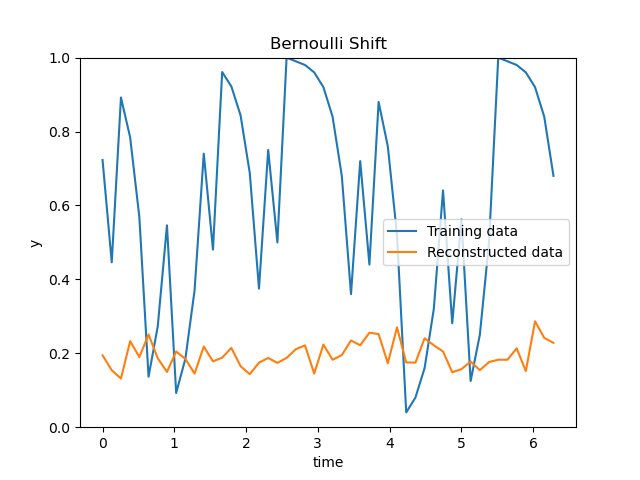 Bernoulli Shift
1.0
0.8
0.6
0.4
0.2
0.0
y
Training data
Reconstructed data
0 1 2 3 4 5 6
time